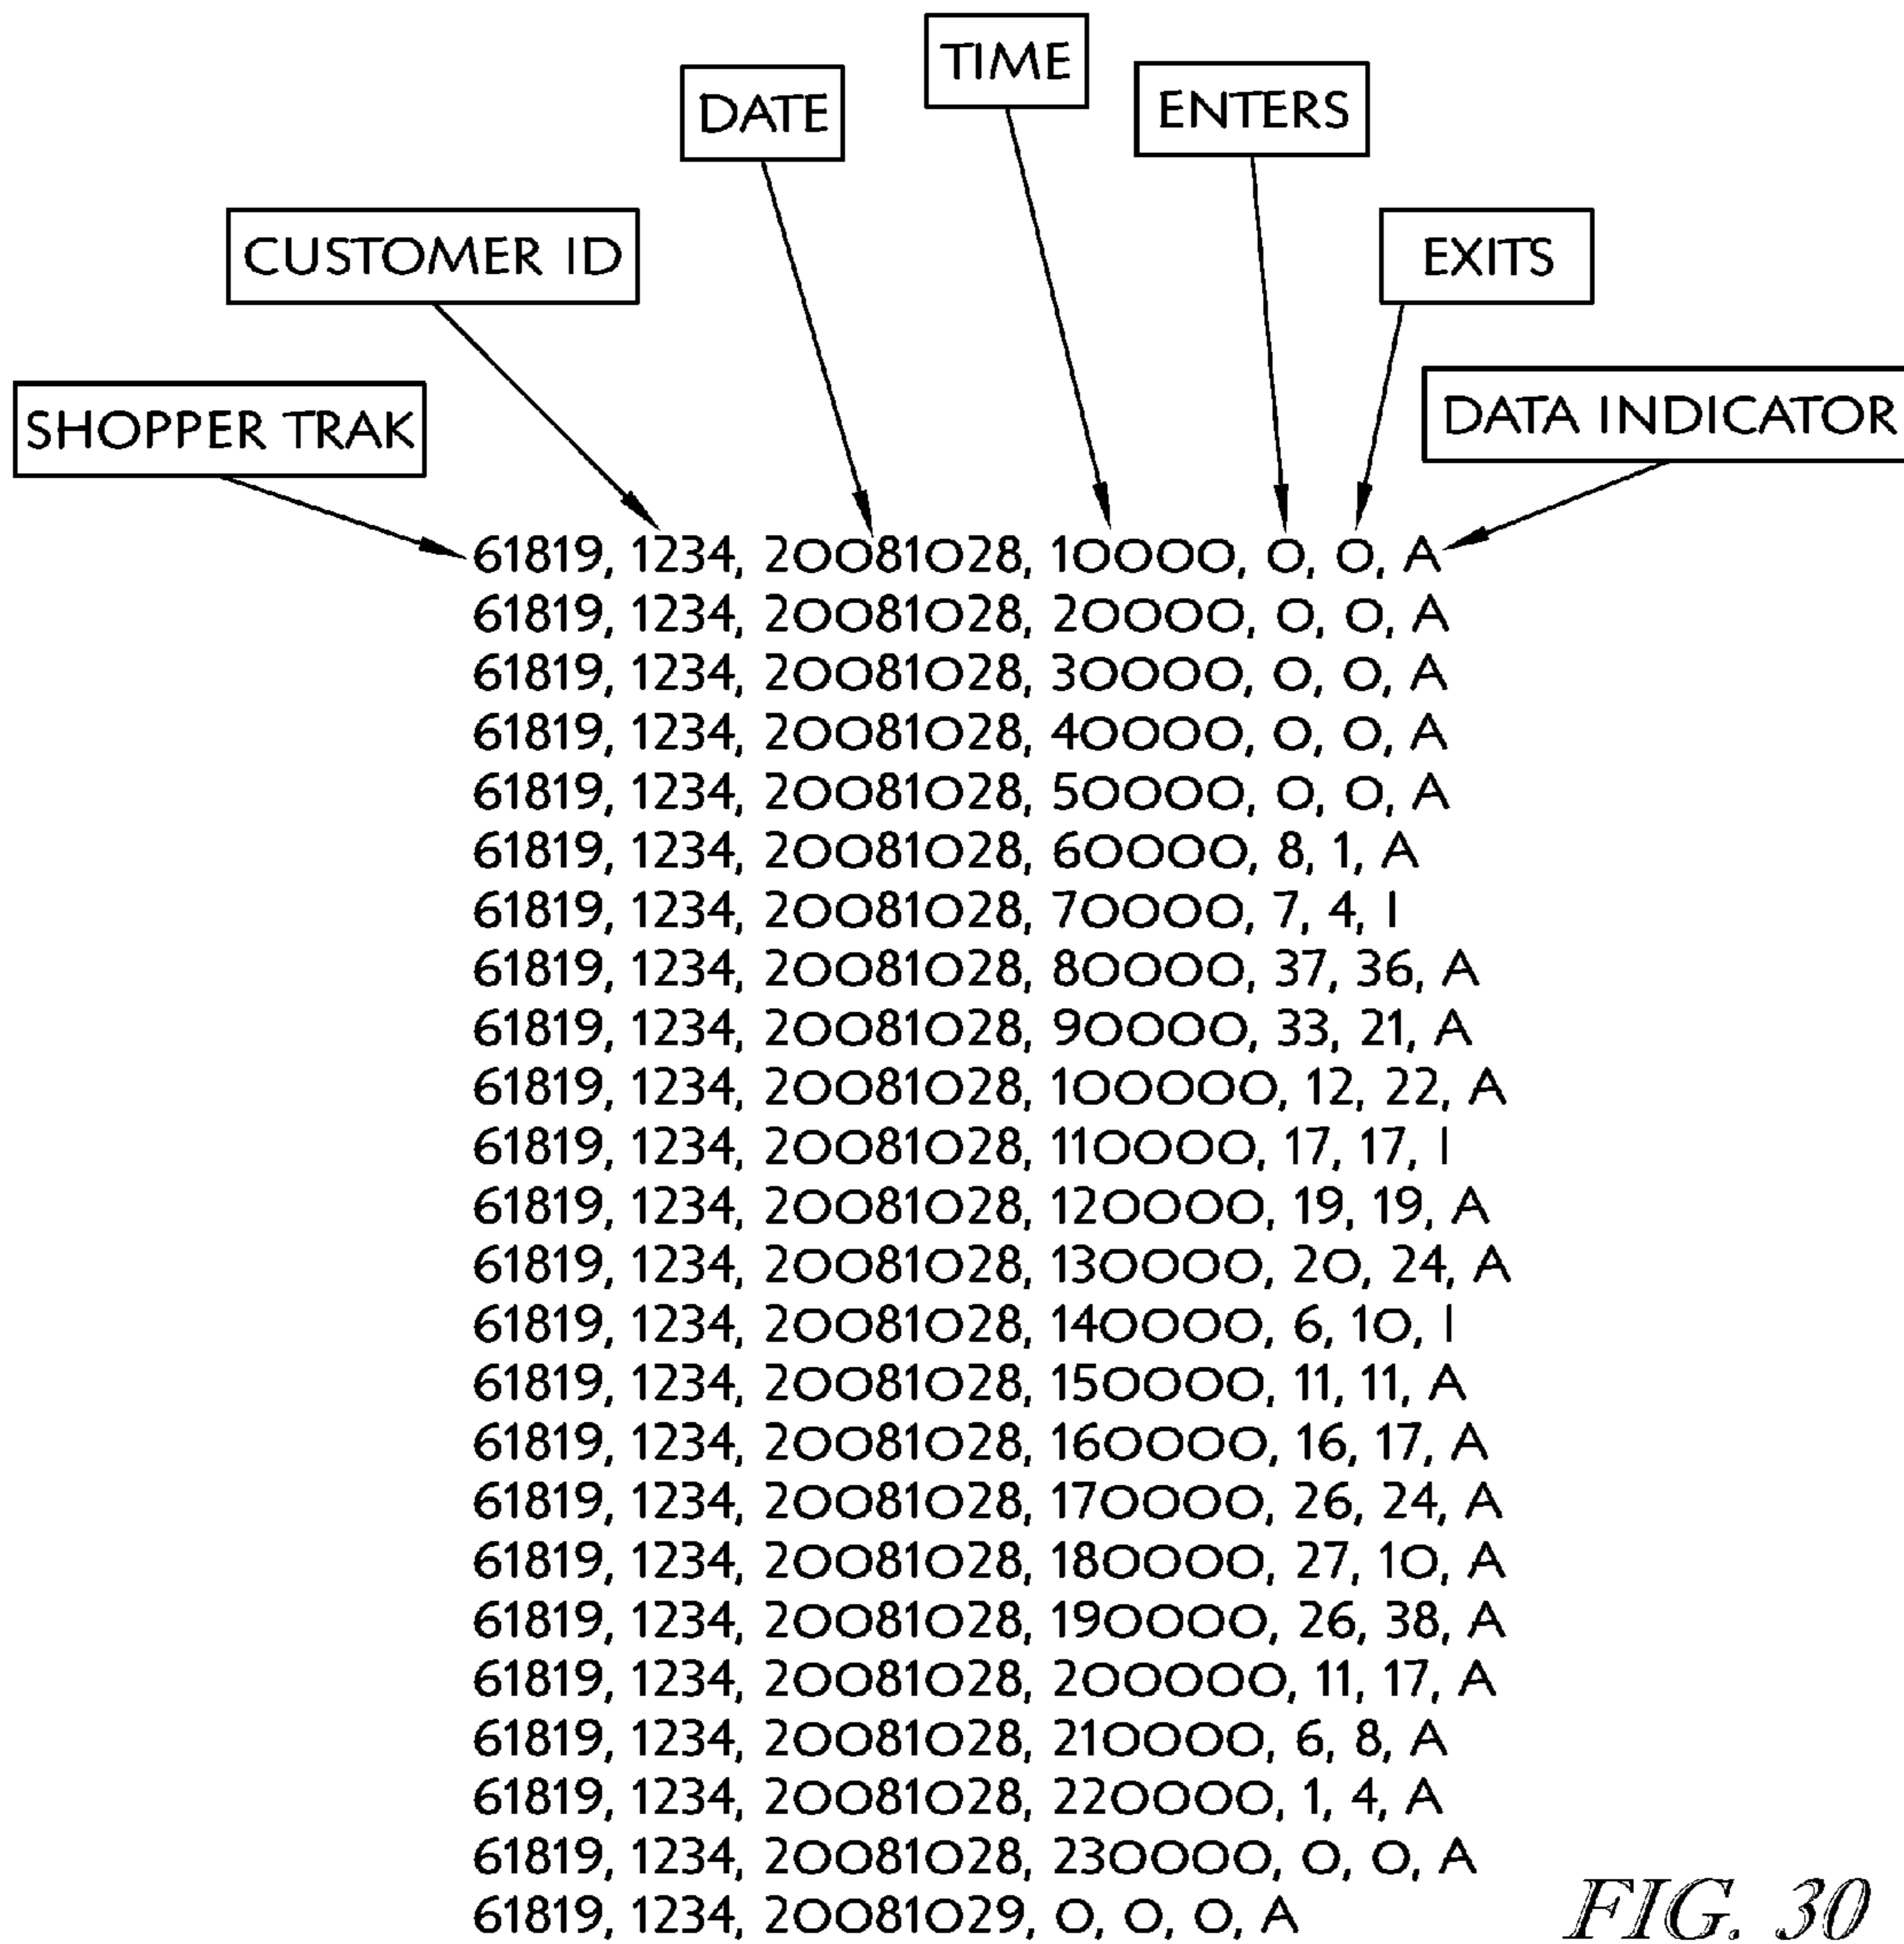 TIME
DATE
ENTERS
CUSTOMER ID
EXITS
SHOPPER TRAK
DATA INDICATOR
61819, 1234, 20081028, 10000, 0, 0, A
61819, 1234, 20081028, 20000, 0, 0, A
61819, 1234, 20081028, 30000, 0, 0, A
61819, 1234, 20081028, 40000, 0, 0, A
61819, 1234, 20081028, 50000, 0, 0, A
61819, 1234, 20081028, 60000, 8, 1, A
61819, 1234, 20081028, 70000, 7, 4, I
61819, 1234, 20081028, 80000, 37, 36, A
61819, 1234, 20081028, 90000, 33, 21, A
61819, 1234, 20081028, 100000, 12, 22, A
61819, 1234, 20081028, 110000, 17, 17, I
61819, 1234, 20081028, 120000, 19, 19, A
61819, 1234, 20081028, 130000, 20, 24, A
61819, 1234, 20081028, 140000, 6, 10, I
61819, 1234, 20081028, 150000, 11, 11, A
61819, 1234, 20081028, 160000, 16, 17, A
61819, 1234, 20081028, 170000, 26, 24, A
61819, 1234, 20081028, 180000, 27, 10, A
61819, 1234, 20081028, 190000, 26, 38, A
61819, 1234, 20081028, 200000, 11, 17, A
61819, 1234, 20081028, 210000, 6, 8, A
61819, 1234, 20081028, 220000, 1, 4, A
61819, 1234, 20081028, 230000, 0, 0, A
61819, 1234, 20081029, 0, 0, 0, A
FIG. 30